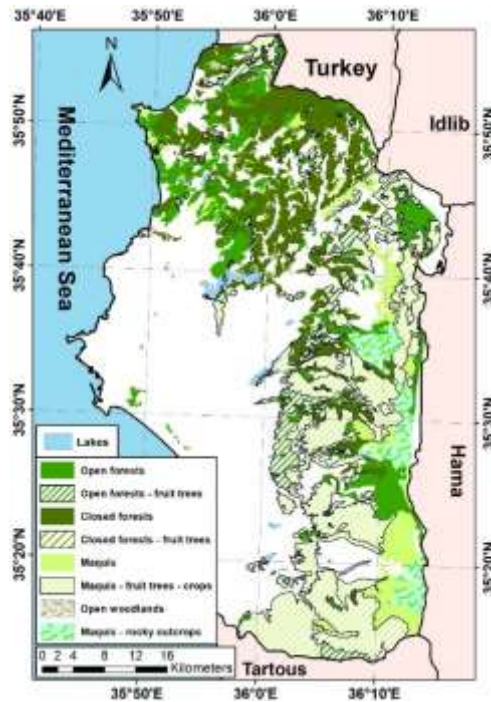 35°40'E 35°50'E 36°0'E 36°10'E
N
Turkey
Idlib
Mediterranean Sea
Hama
Tartous
35°50'N
35°40'N
35°30'N
35°20'N
35°50'N
35°40'N
35°30'N
35°20'N
Lakes
Open forests
Open forests - fruit trees
Closed forests
Closed forests - fruit trees
Maquis
Maquis - fruit trees - crops
Open woodlands
Maquis - rocky outcrops
0 2 4 8 12 16
Kilometers
35°50'E 36°0'E 36°10'E